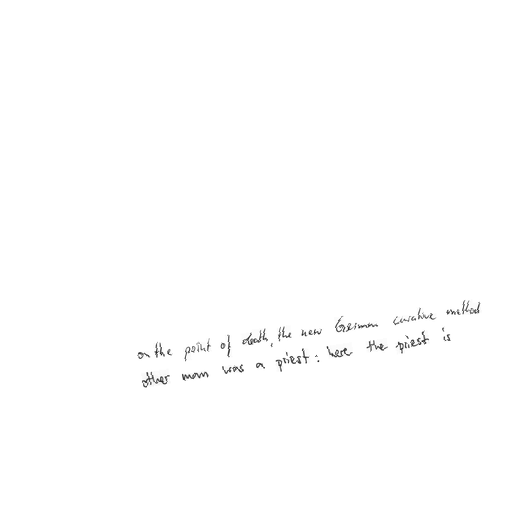 on the point of death, the new German curative method
other man was a priest : here the priest is